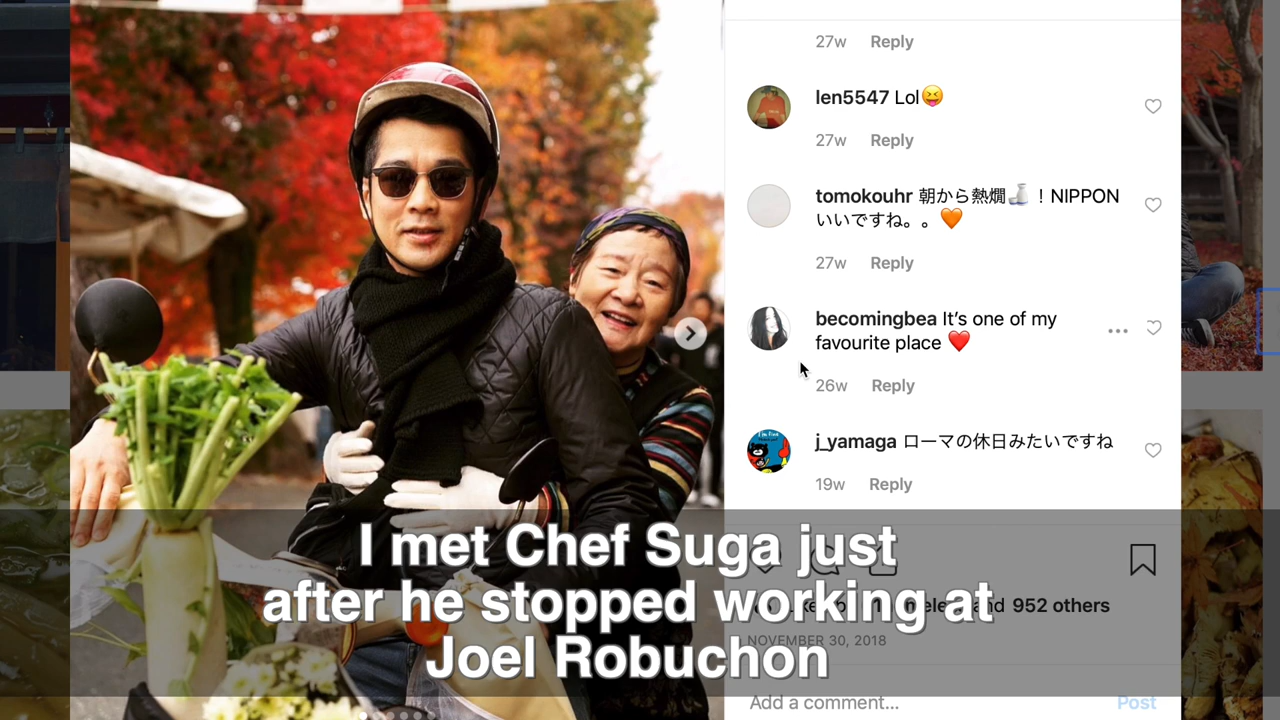 27w Reply
len5547 Lol😝
27w Reply
tomokouhr 朝から熱燗🍶！NIPPON
いいですね。。🧡
27w Reply
becomingbea It's one of my
favourite place ❤️
26w Reply
j_yamaga ローマの休日みたいですね
19w Reply
I met Chef Suga just
after he stopped working at
Joel Robuchon
and 952 others
NOVEMBER 30, 2018
Add a comment... Post